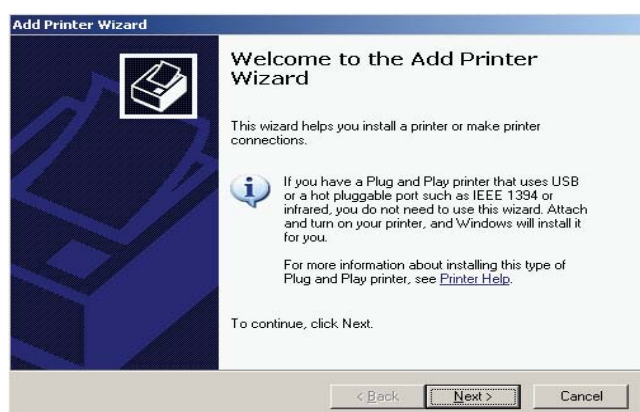 Add Printer Wizard
Welcome to the Add Printer
Wizard
This wizard helps you install a printer or make printer
connections.
If you have a Plug and Play printer that uses USB
or a hot pluggable port such as IEEE 1394 or
infrared, you do not need to use this wizard. Attach
and turn on your printer, and Windows will install it
for you.
For more information about installing this type of
Plug and Play printer, see Printer Help.
To continue, click Next.
< Back Next > Cancel